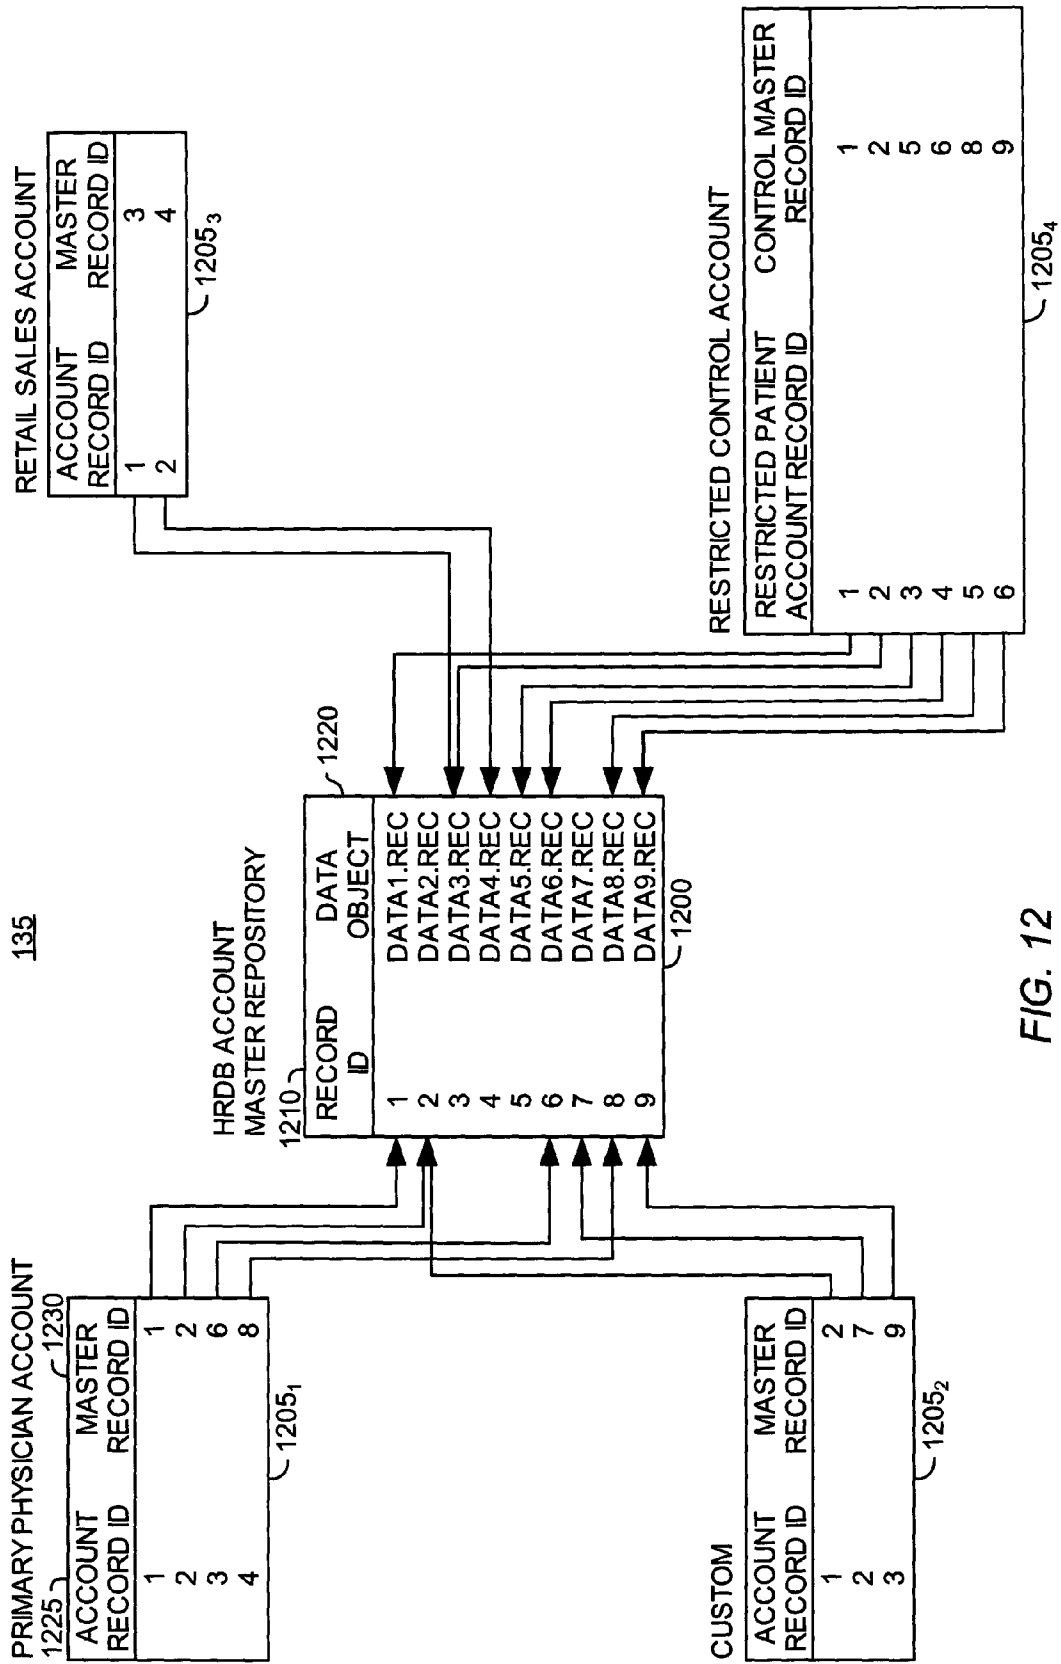 135
PRIMARY PHYSICIAN ACCOUNT
1225
1230
ACCOUNT RECORD ID
MASTER RECORD ID
1 1
2 2
3 6
4 8
1205₁
CUSTOM
ACCOUNT RECORD ID
MASTER RECORD ID
1 2
2 7
3 9
1205₂
HRDB ACCOUNT
MASTER REPOSITORY
1210
1220
RECORD ID
DATA OBJECT
1 DATA1.REC
2 DATA2.REC
3 DATA3.REC
4 DATA4.REC
5 DATA5.REC
6 DATA6.REC
7 DATA7.REC
8 DATA8.REC
9 DATA9.REC
1200
RETAIL SALES ACCOUNT
ACCOUNT RECORD ID
MASTER RECORD ID
1 3
2 4
1205₃
RESTRICTED CONTROL ACCOUNT
RESTRICTED PATIENT ACCOUNT RECORD ID
CONTROL MASTER RECORD ID
1 1
2 2
3 5
4 6
5 8
6 9
1205₄
FIG. 12